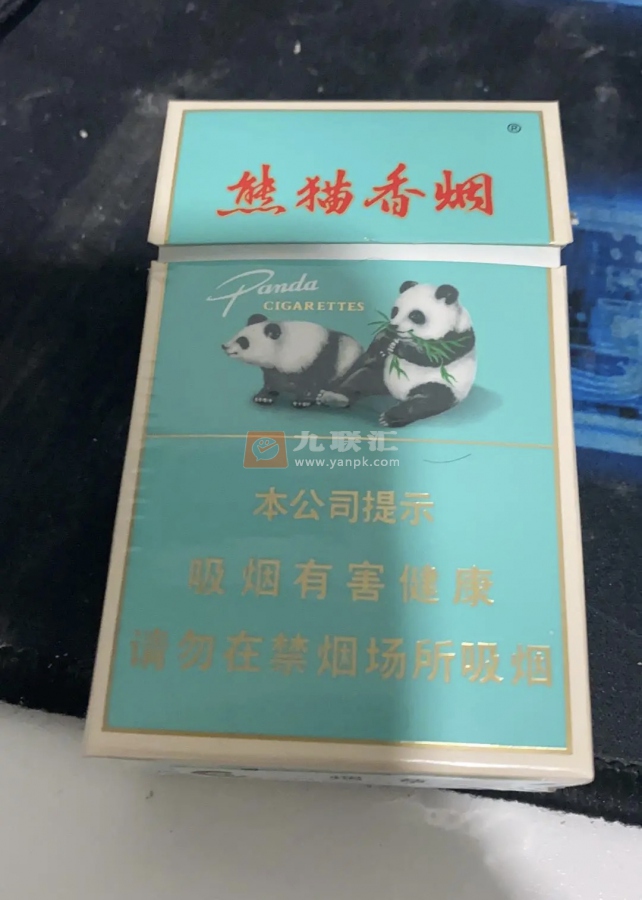 ®
熊猫香烟
Panda
CIGARETTES
九联汇
www.yanpk.com
本公司提示
吸烟有害健康
请勿在禁烟场所吸烟